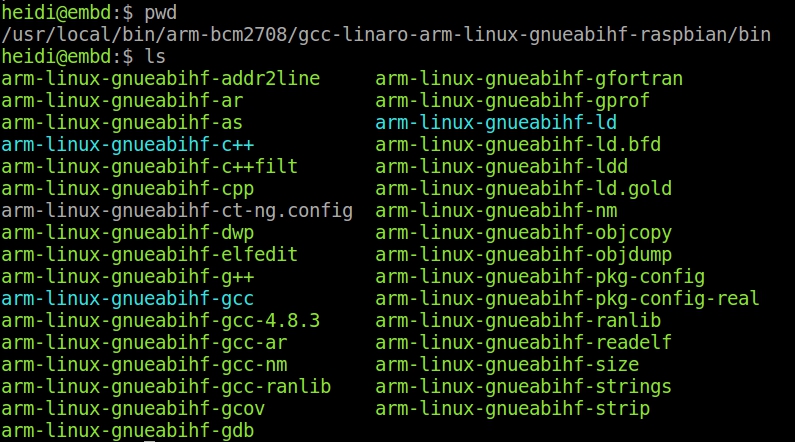 heidi@embd:$ pwd
/usr/local/bin/arm-bcm2708/gcc-linaro-arm-linux-gnueabihf-raspbian/bin
heidi@embd:$ ls
arm-linux-gnueabihf-addr2line     arm-linux-gnueabihf-gfortran
arm-linux-gnueabihf-ar            arm-linux-gnueabihf-gprof
arm-linux-gnueabihf-as            arm-linux-gnueabihf-ld
arm-linux-gnueabihf-c++           arm-linux-gnueabihf-ld.bfd
arm-linux-gnueabihf-c++filt       arm-linux-gnueabihf-ldd
arm-linux-gnueabihf-cpp           arm-linux-gnueabihf-ld.gold
arm-linux-gnueabihf-ct-ng.config  arm-linux-gnueabihf-nm
arm-linux-gnueabihf-dwp           arm-linux-gnueabihf-objcopy
arm-linux-gnueabihf-elfedit       arm-linux-gnueabihf-objdump
arm-linux-gnueabihf-g++           arm-linux-gnueabihf-pkg-config
arm-linux-gnueabihf-gcc           arm-linux-gnueabihf-pkg-config-real
arm-linux-gnueabihf-gcc-4.8.3     arm-linux-gnueabihf-ranlib
arm-linux-gnueabihf-gcc-ar        arm-linux-gnueabihf-readelf
arm-linux-gnueabihf-gcc-nm        arm-linux-gnueabihf-size
arm-linux-gnueabihf-gcc-ranlib    arm-linux-gnueabihf-strings
arm-linux-gnueabihf-gcov          arm-linux-gnueabihf-strip
arm-linux-gnueabihf-gdb